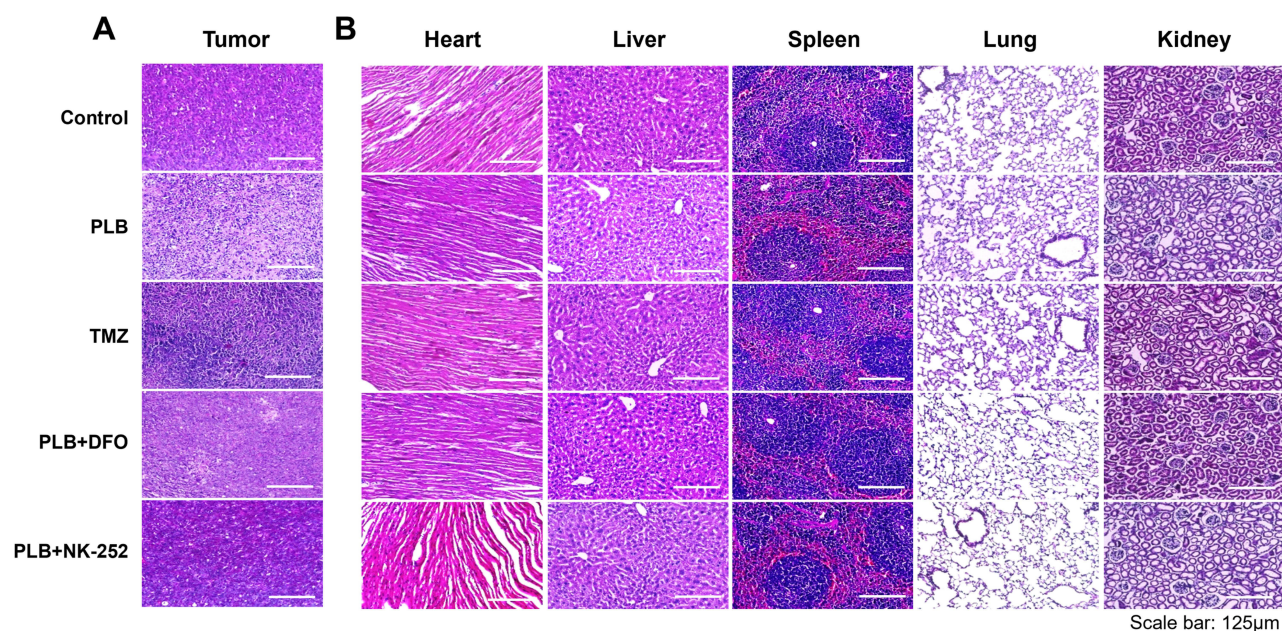 A
B
Tumor
Heart
Liver
Spleen
Lung
Kidney
Control
PLB
TMZ
PLB+DFO
PLB+NK-252
Scale bar: 125µm